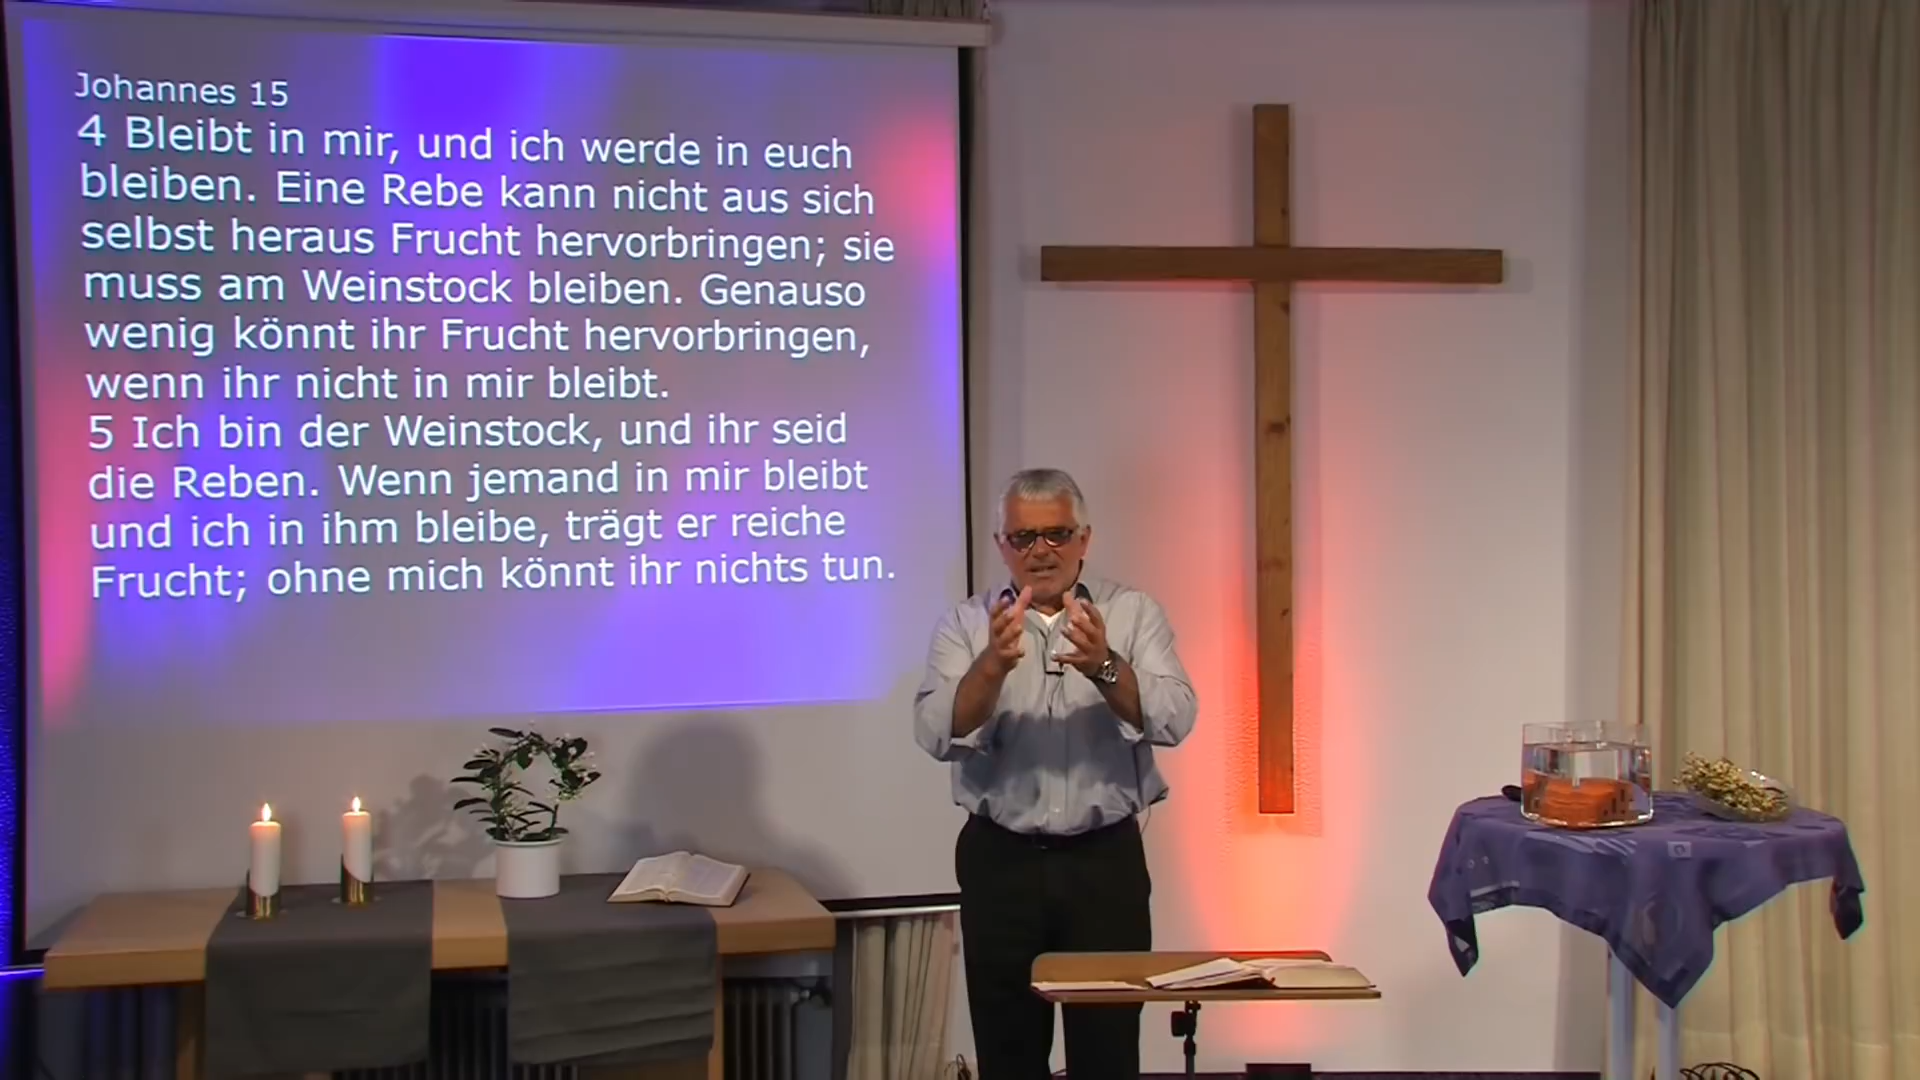 Johannes 15
4 Bleibt in mir, und ich werde in euch
bleiben. Eine Rebe kann nicht aus sich
selbst heraus Frucht hervorbringen; sie
muss am Weinstock bleiben. Genauso
wenig könnt ihr Frucht hervorbringen,
wenn ihr nicht in mir bleibt.
5 Ich bin der Weinstock, und ihr seid
die Reben. Wenn jemand in mir bleibt
und ich in ihm bleibe, trägt er reiche
Frucht; ohne mich könnt ihr nichts tun.